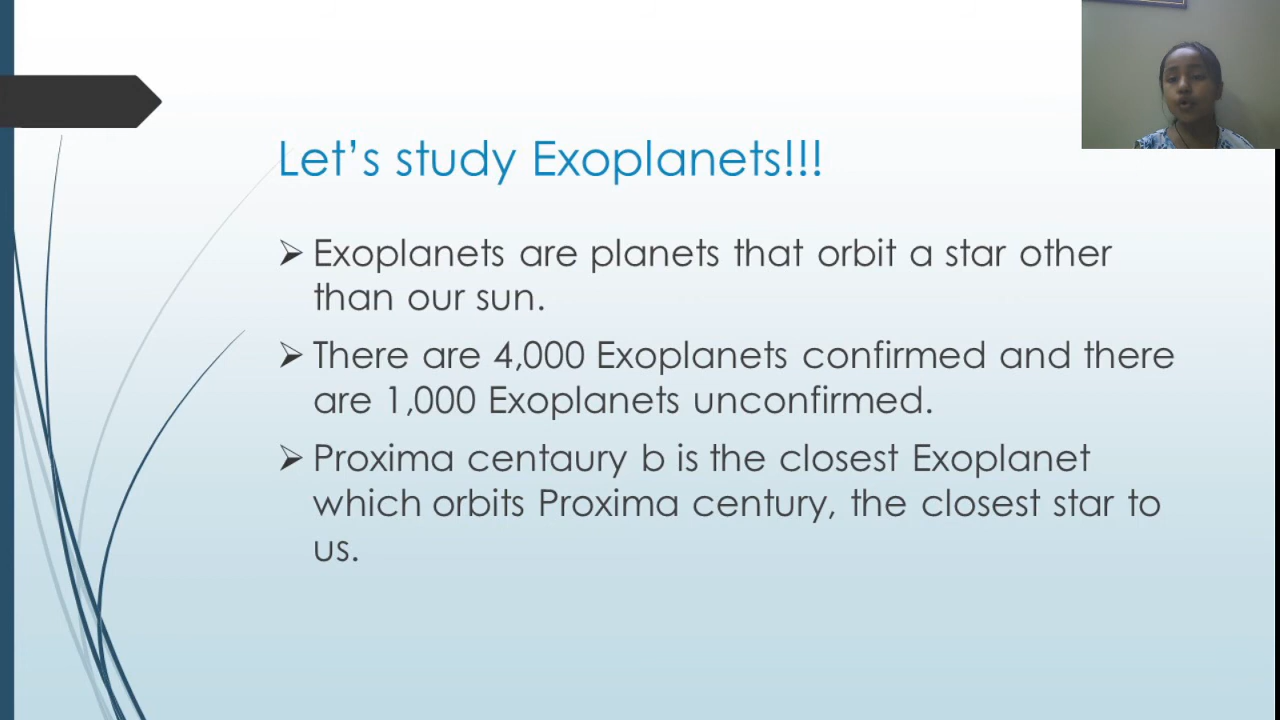 Let’s study Exoplanets!!!
Exoplanets are planets that orbit a star other
than our sun.
There are 4,000 Exoplanets confirmed and there
are 1,000 Exoplanets unconfirmed.
Proxima centaury b is the closest Exoplanet
which orbits Proxima century, the closest star to
us.